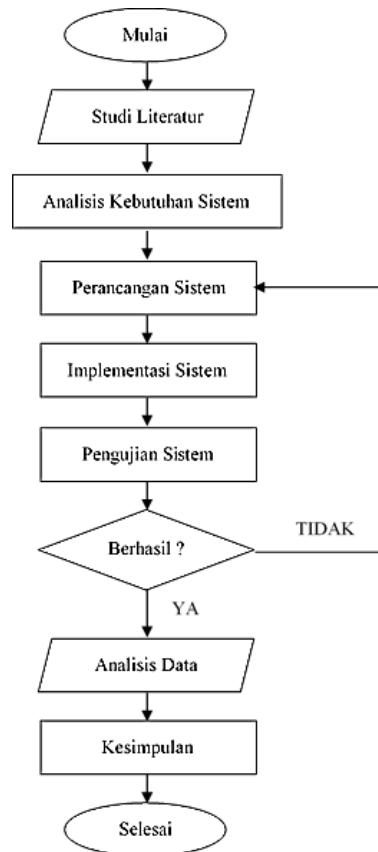 Mulai
Studi Literatur
Analisis Kebutuhan Sistem
Perancangan Sistem
Implementasi Sistem
Pengujian Sistem
Berhasil ?
TIDAK
YA
Analisis Data
Kesimpulan
Selesai